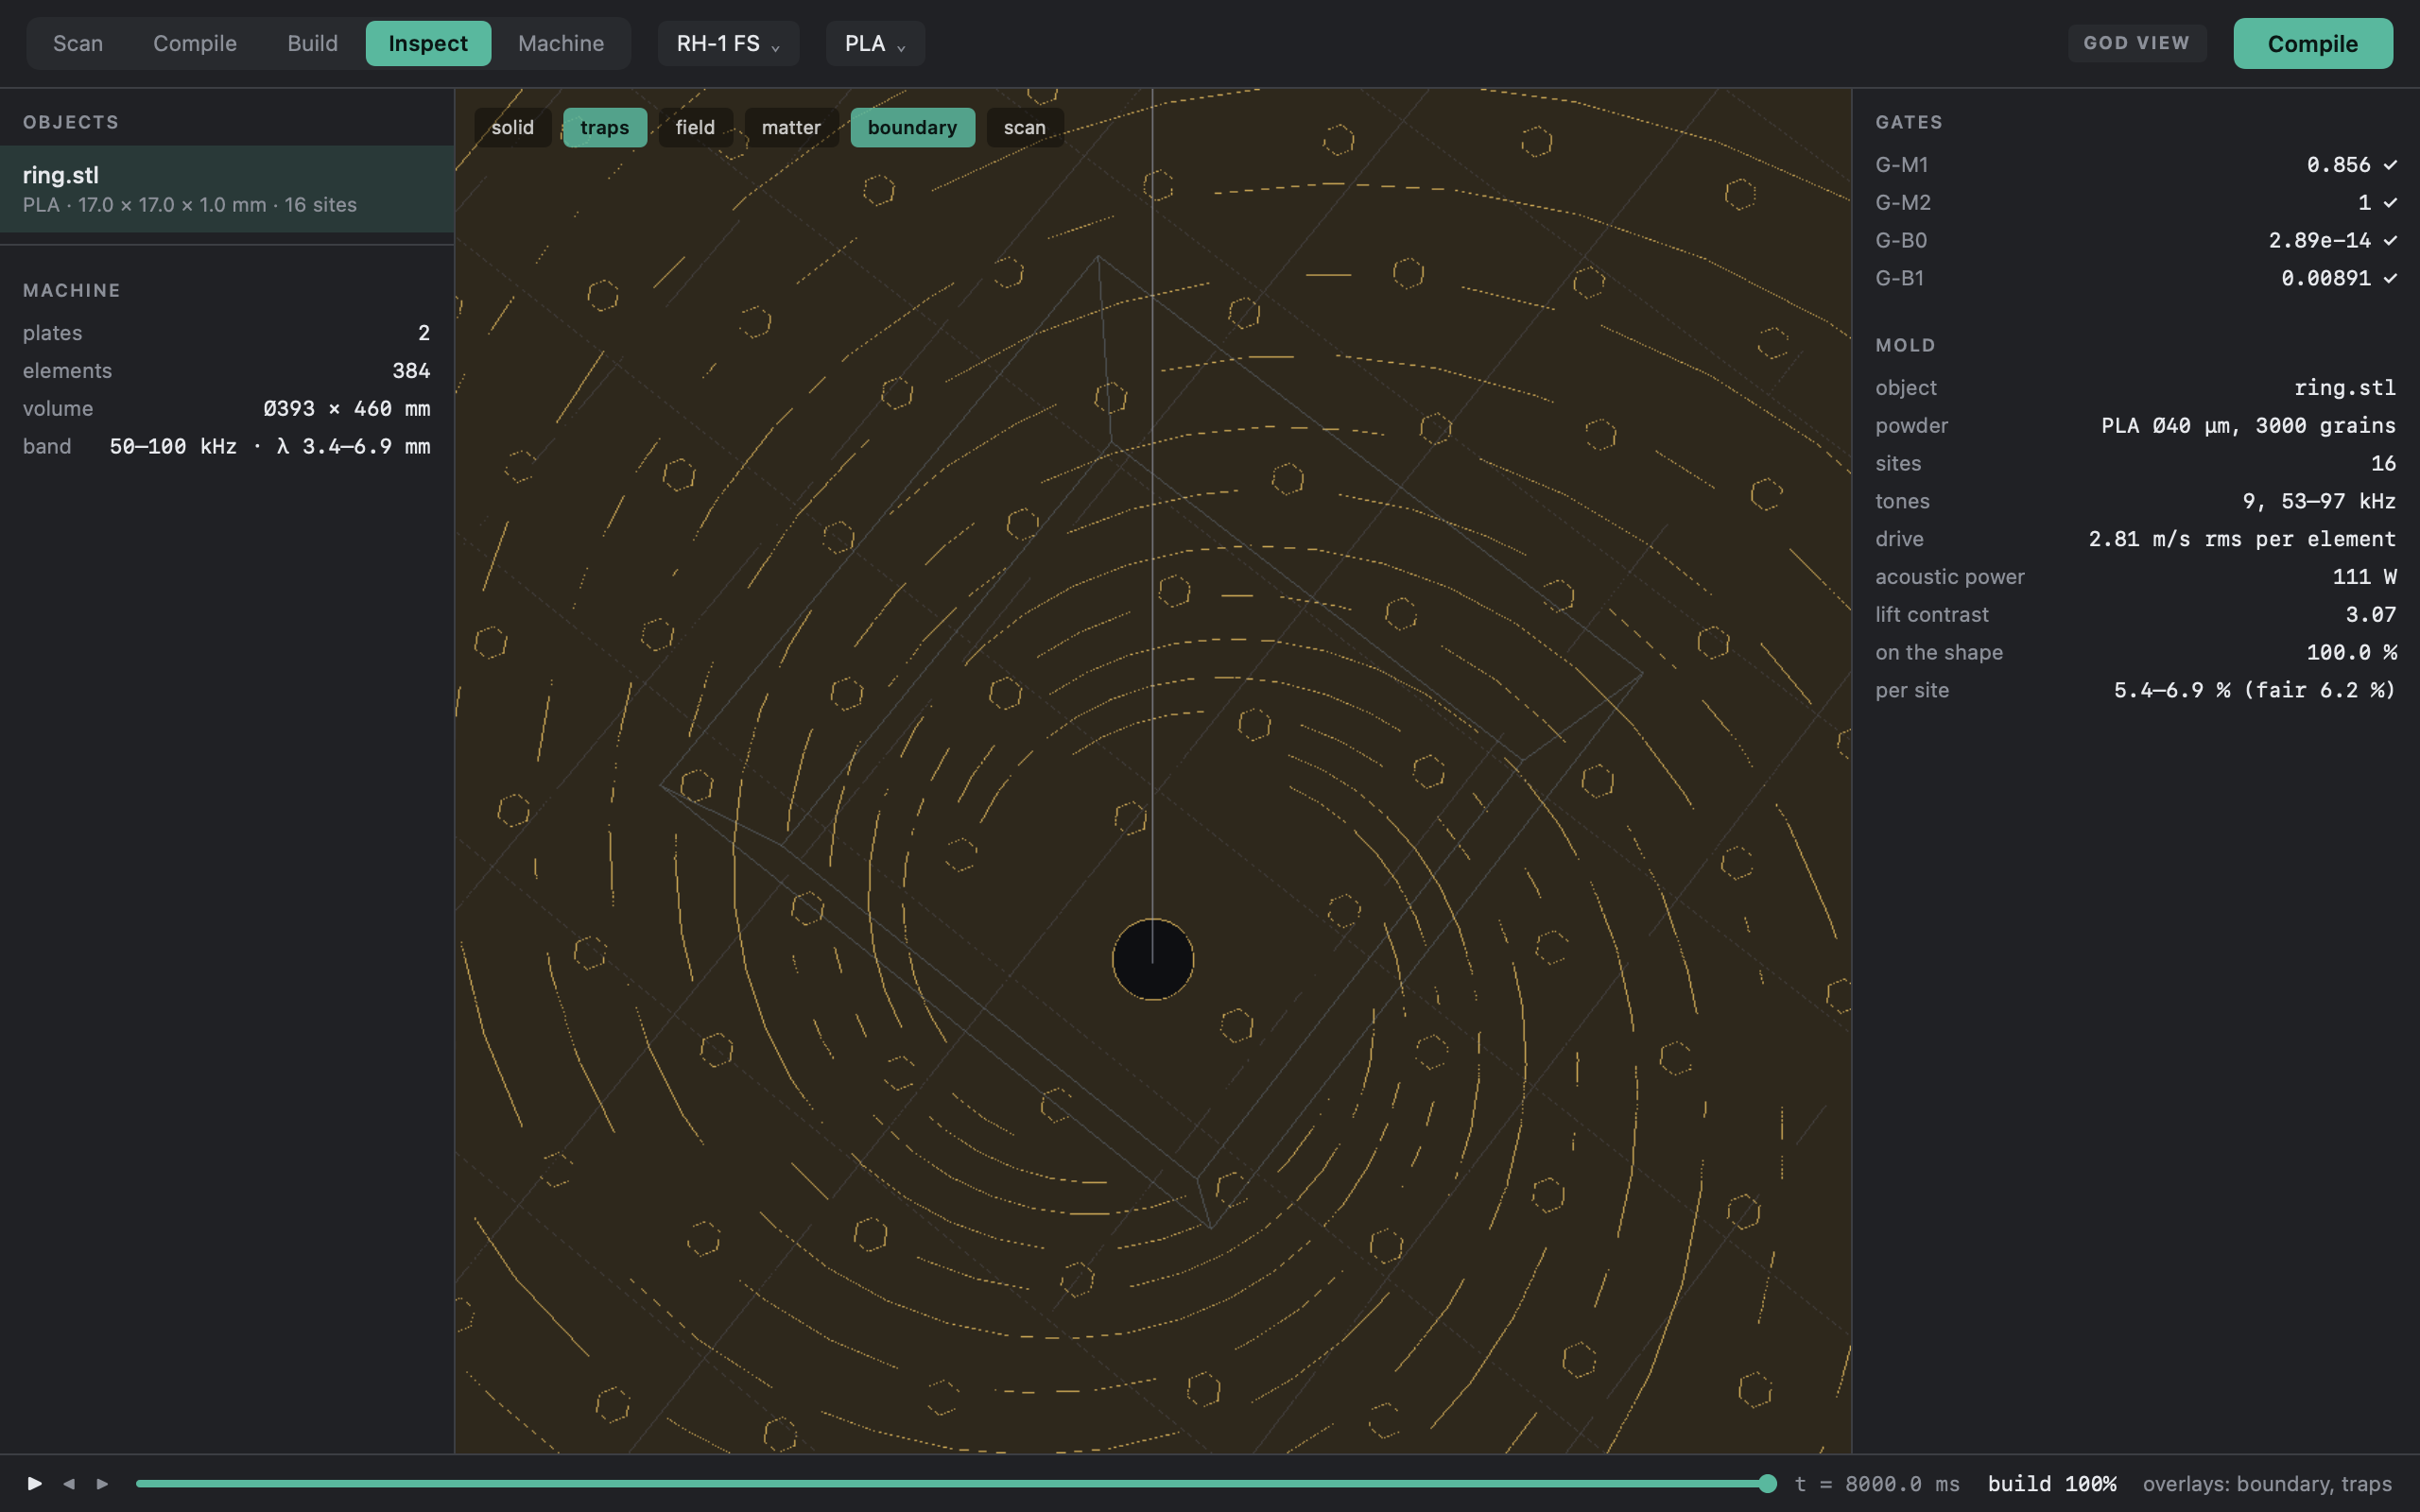 Scan Compile Build Inspect Machine RH-1 FS PLA GOD VIEW Compile
OBJECTS
ring.stl
PLA · 17.0 × 17.0 × 1.0 mm · 16 sites
MACHINE
plates 2
elements 384
volume Ø393 × 460 mm
band 50–100 kHz · λ 3.4–6.9 mm
solid traps field matter boundary scan
GATES
G-M1 0.856 ✓
G-M2 1 ✓
G-B0 2.89e−14 ✓
G-B1 0.00891 ✓
MOLD
object ring.stl
powder PLA Ø40 µm, 3000 grains
sites 16
tones 9, 53–97 kHz
drive 2.81 m/s rms per element
acoustic power 111 W
lift contrast 3.07
on the shape 100.0 %
per site 5.4–6.9 % (fair 6.2 %)
t = 8000.0 ms build 100% overlays: boundary, traps